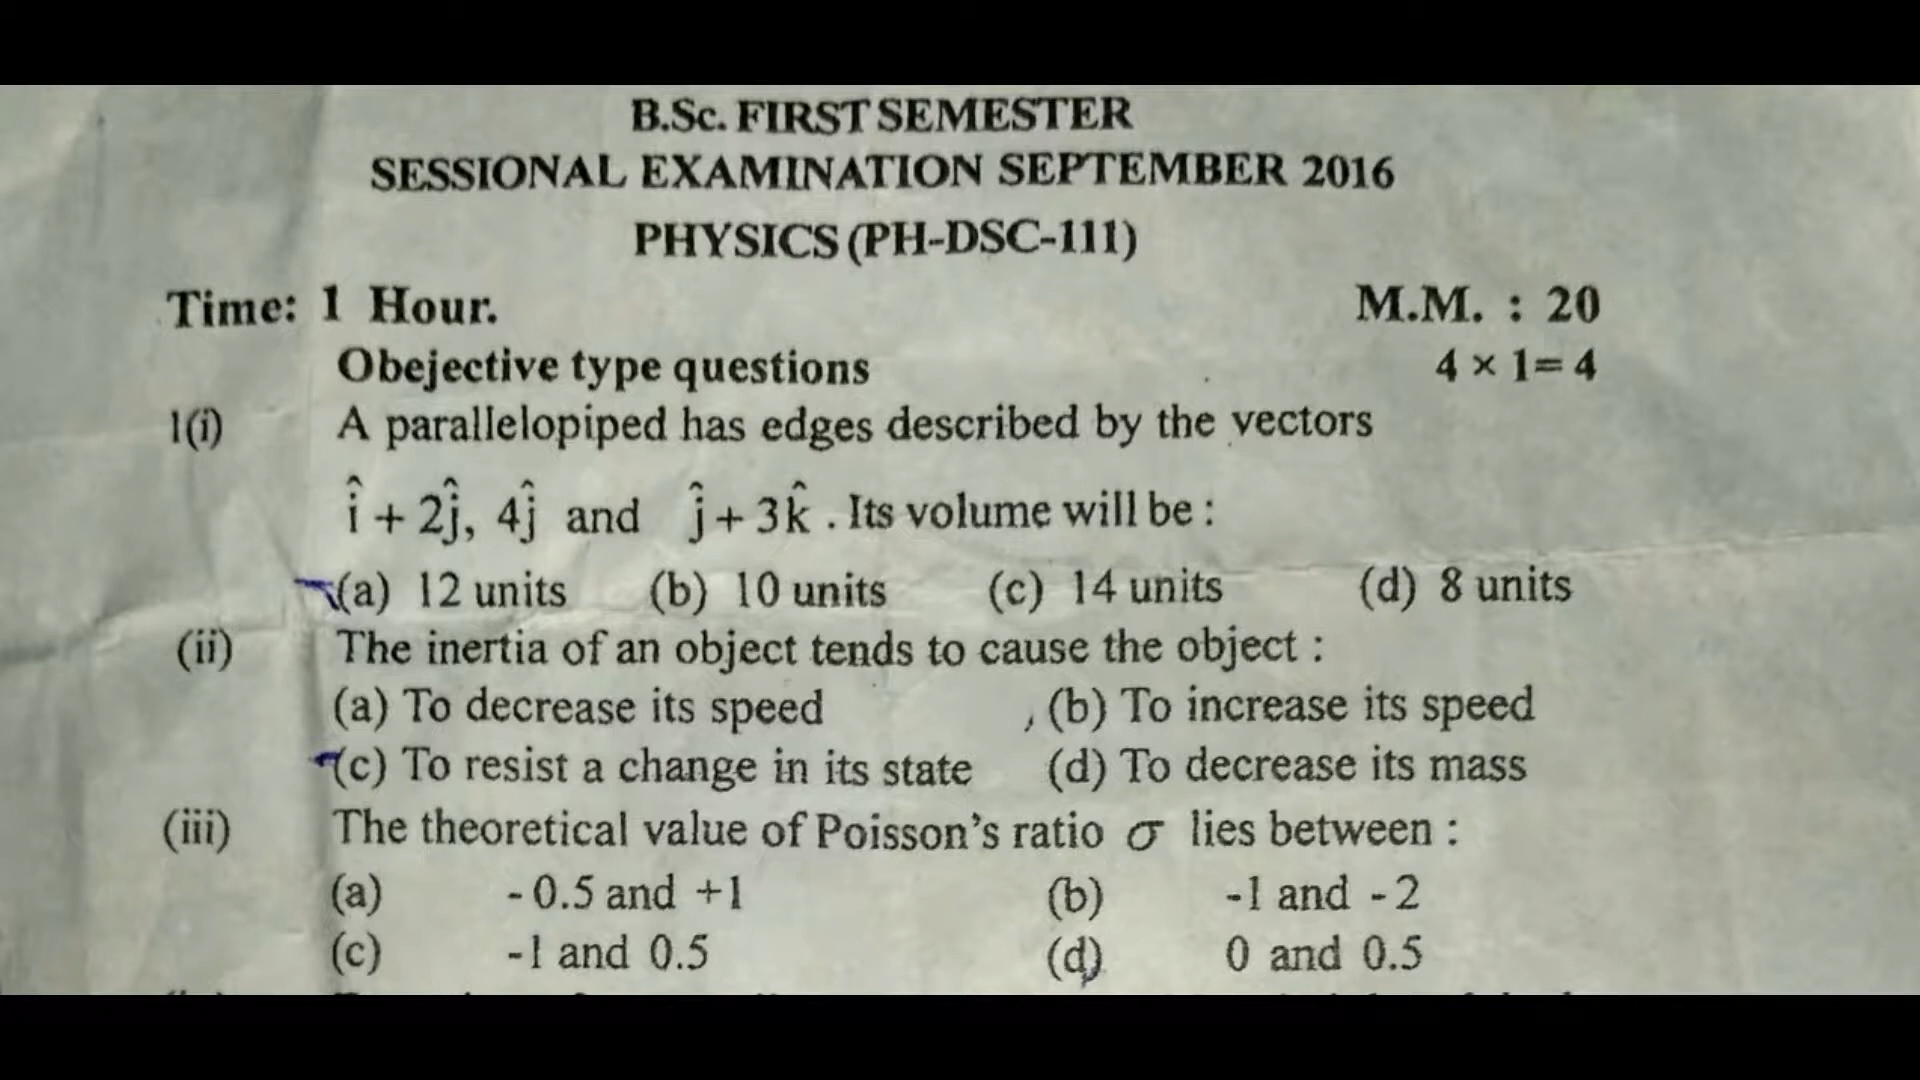 B.Sc. FIRST SEMESTER
SESSIONAL EXAMINATION SEPTEMBER 2016
PHYSICS (PH-DSC-111)
Time: 1 Hour. M.M. : 20
Obejective type questions 4 × 1= 4
1(i) A parallelopiped has edges described by the vectors
î + 2ĵ, 4ĵ and ĵ + 3k̂ . Its volume will be :
(a) 12 units (b) 10 units (c) 14 units (d) 8 units
(ii) The inertia of an object tends to cause the object :
(a) To decrease its speed (b) To increase its speed
(c) To resist a change in its state (d) To decrease its mass
(iii) The theoretical value of Poisson's ratio σ lies between :
(a) - 0.5 and +1 (b) -1 and - 2
(c) -1 and 0.5 (d) 0 and 0.5